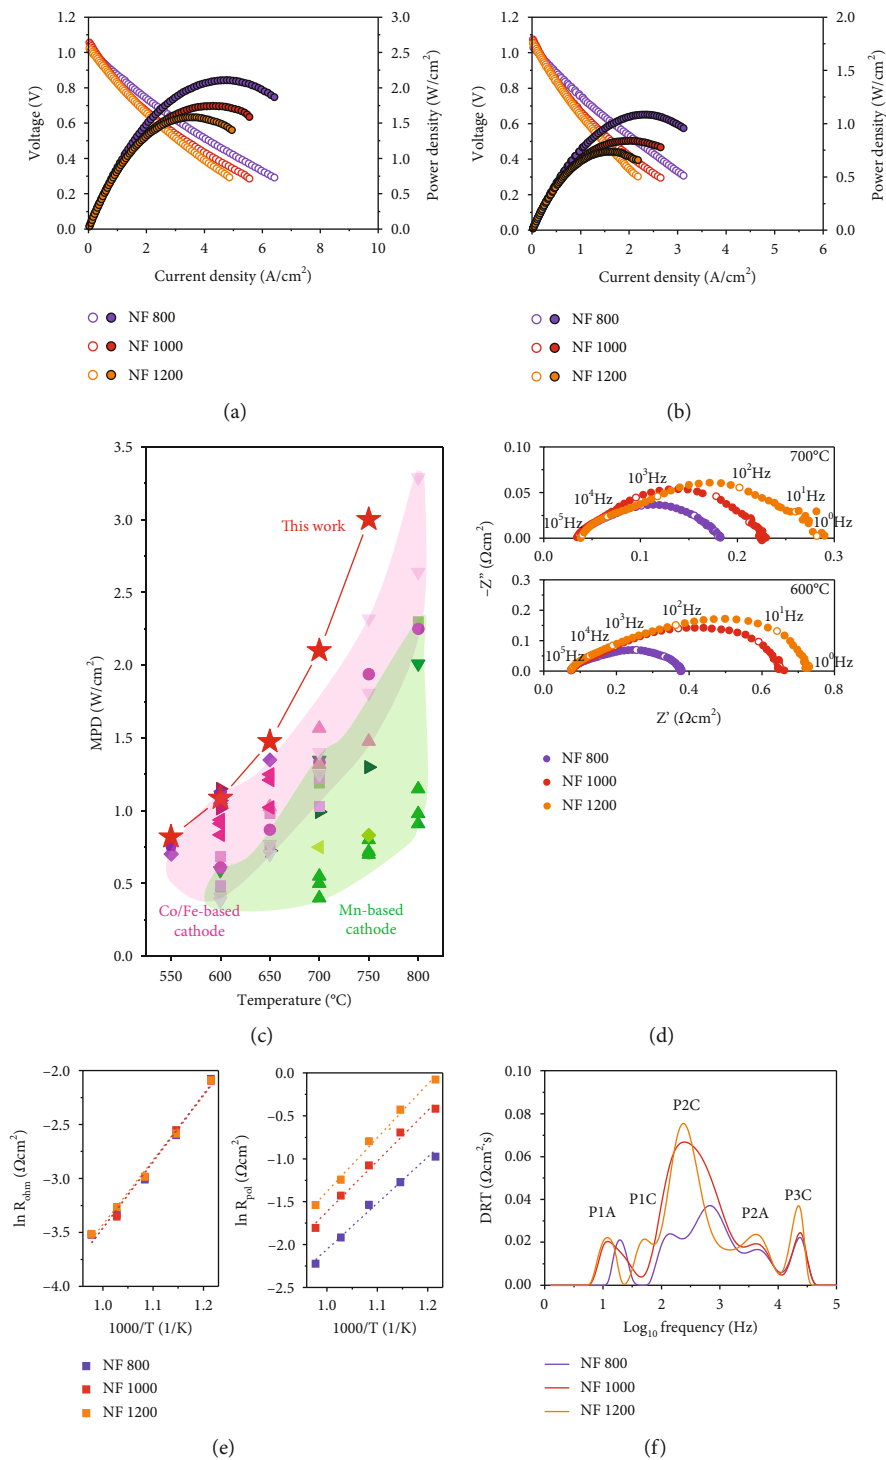 1.2
1.0
0.8
0.6
0.4
0.2
0.0
Voltage (V)
3.0
2.5
2.0
1.5
1.0
0.5
0.0
Power density (W/cm²)
0 2 4 6 8 10
Current density (A/cm²)
NF 800
NF 1000
NF 1200
(a)
1.2
1.0
0.8
0.6
0.4
0.2
0.0
Voltage (V)
2.0
1.5
1.0
0.5
0.0
Power density (W/cm²)
0 1 2 3 4 5 6
Current density (A/cm²)
NF 800
NF 1000
NF 1200
(b)
3.5
3.0
2.5
2.0
1.5
1.0
0.5
0.0
MPD (W/cm²)
This work
Co/Fe-based
cathode
Mn-based
cathode
550 600 650 700 750 800
Temperature (°C)
(c)
0.10
0.05
0.00
700°C
10⁵Hz
10⁴Hz
10³Hz
10²Hz
10¹Hz
10⁰Hz
0.0 0.1 0.2 0.3
–Z″ (Ωcm²)
0.3
0.2
0.1
0.0
600°C
10⁵Hz
10⁴Hz
10³Hz
10²Hz
10¹Hz
10⁰Hz
0.0 0.2 0.4 0.6 0.8
Z′ (Ωcm²)
NF 800
NF 1000
NF 1200
(d)
–2.0
–2.5
–3.0
–3.5
–4.0
ln Rohm (Ωcm²)
1.0 1.1 1.2
1000/T (1/K)
0.0
–0.5
–1.0
–1.5
–2.0
–2.5
ln Rpol (Ωcm²)
1.0 1.1 1.2
1000/T (1/K)
NF 800
NF 1000
NF 1200
(e)
0.10
0.08
0.06
0.04
0.02
0.00
DRT (Ωcm²·s)
P1A
P1C
P2C
P2A
P3C
0 1 2 3 4 5
Log₁₀ frequency (Hz)
NF 800
NF 1000
NF 1200
(f)